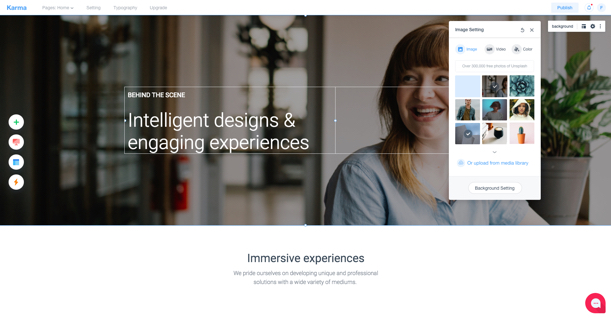 Karma
Pages: Home
Setting
Typography
Upgrade
Publish
P
background
Image Setting
Image
Video
Color
Over 300,000 free photos of Unsplash
Or upload from media library
Background Setting
BEHIND THE SCENE
Intelligent designs &
engaging experiences
Immersive experiences
We pride ourselves on developing unique and professional
solutions with a wide variety of mediums.